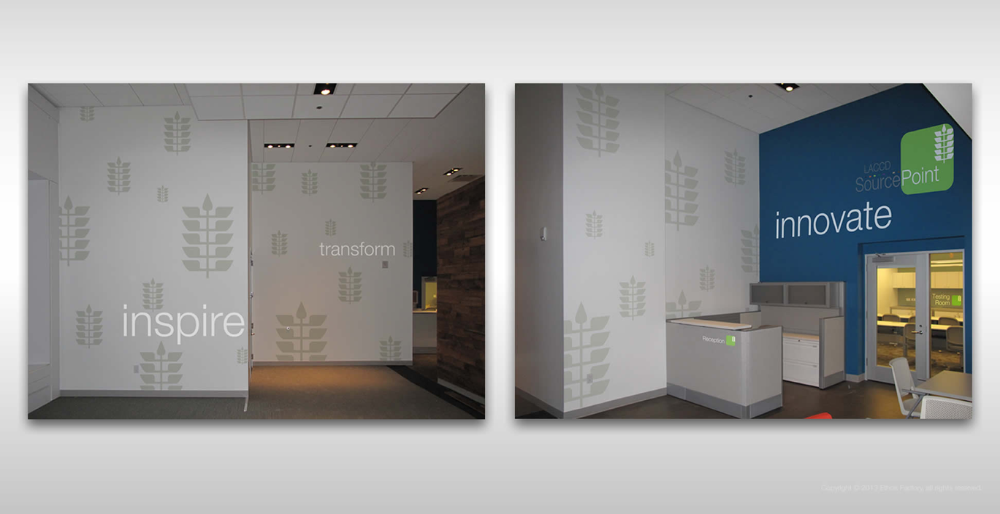 inspire
transform
LACCD
SourcePoint
innovate
Testing
Room
Reception
Copyright © 2013 Ethos Factory, all rights reserved.